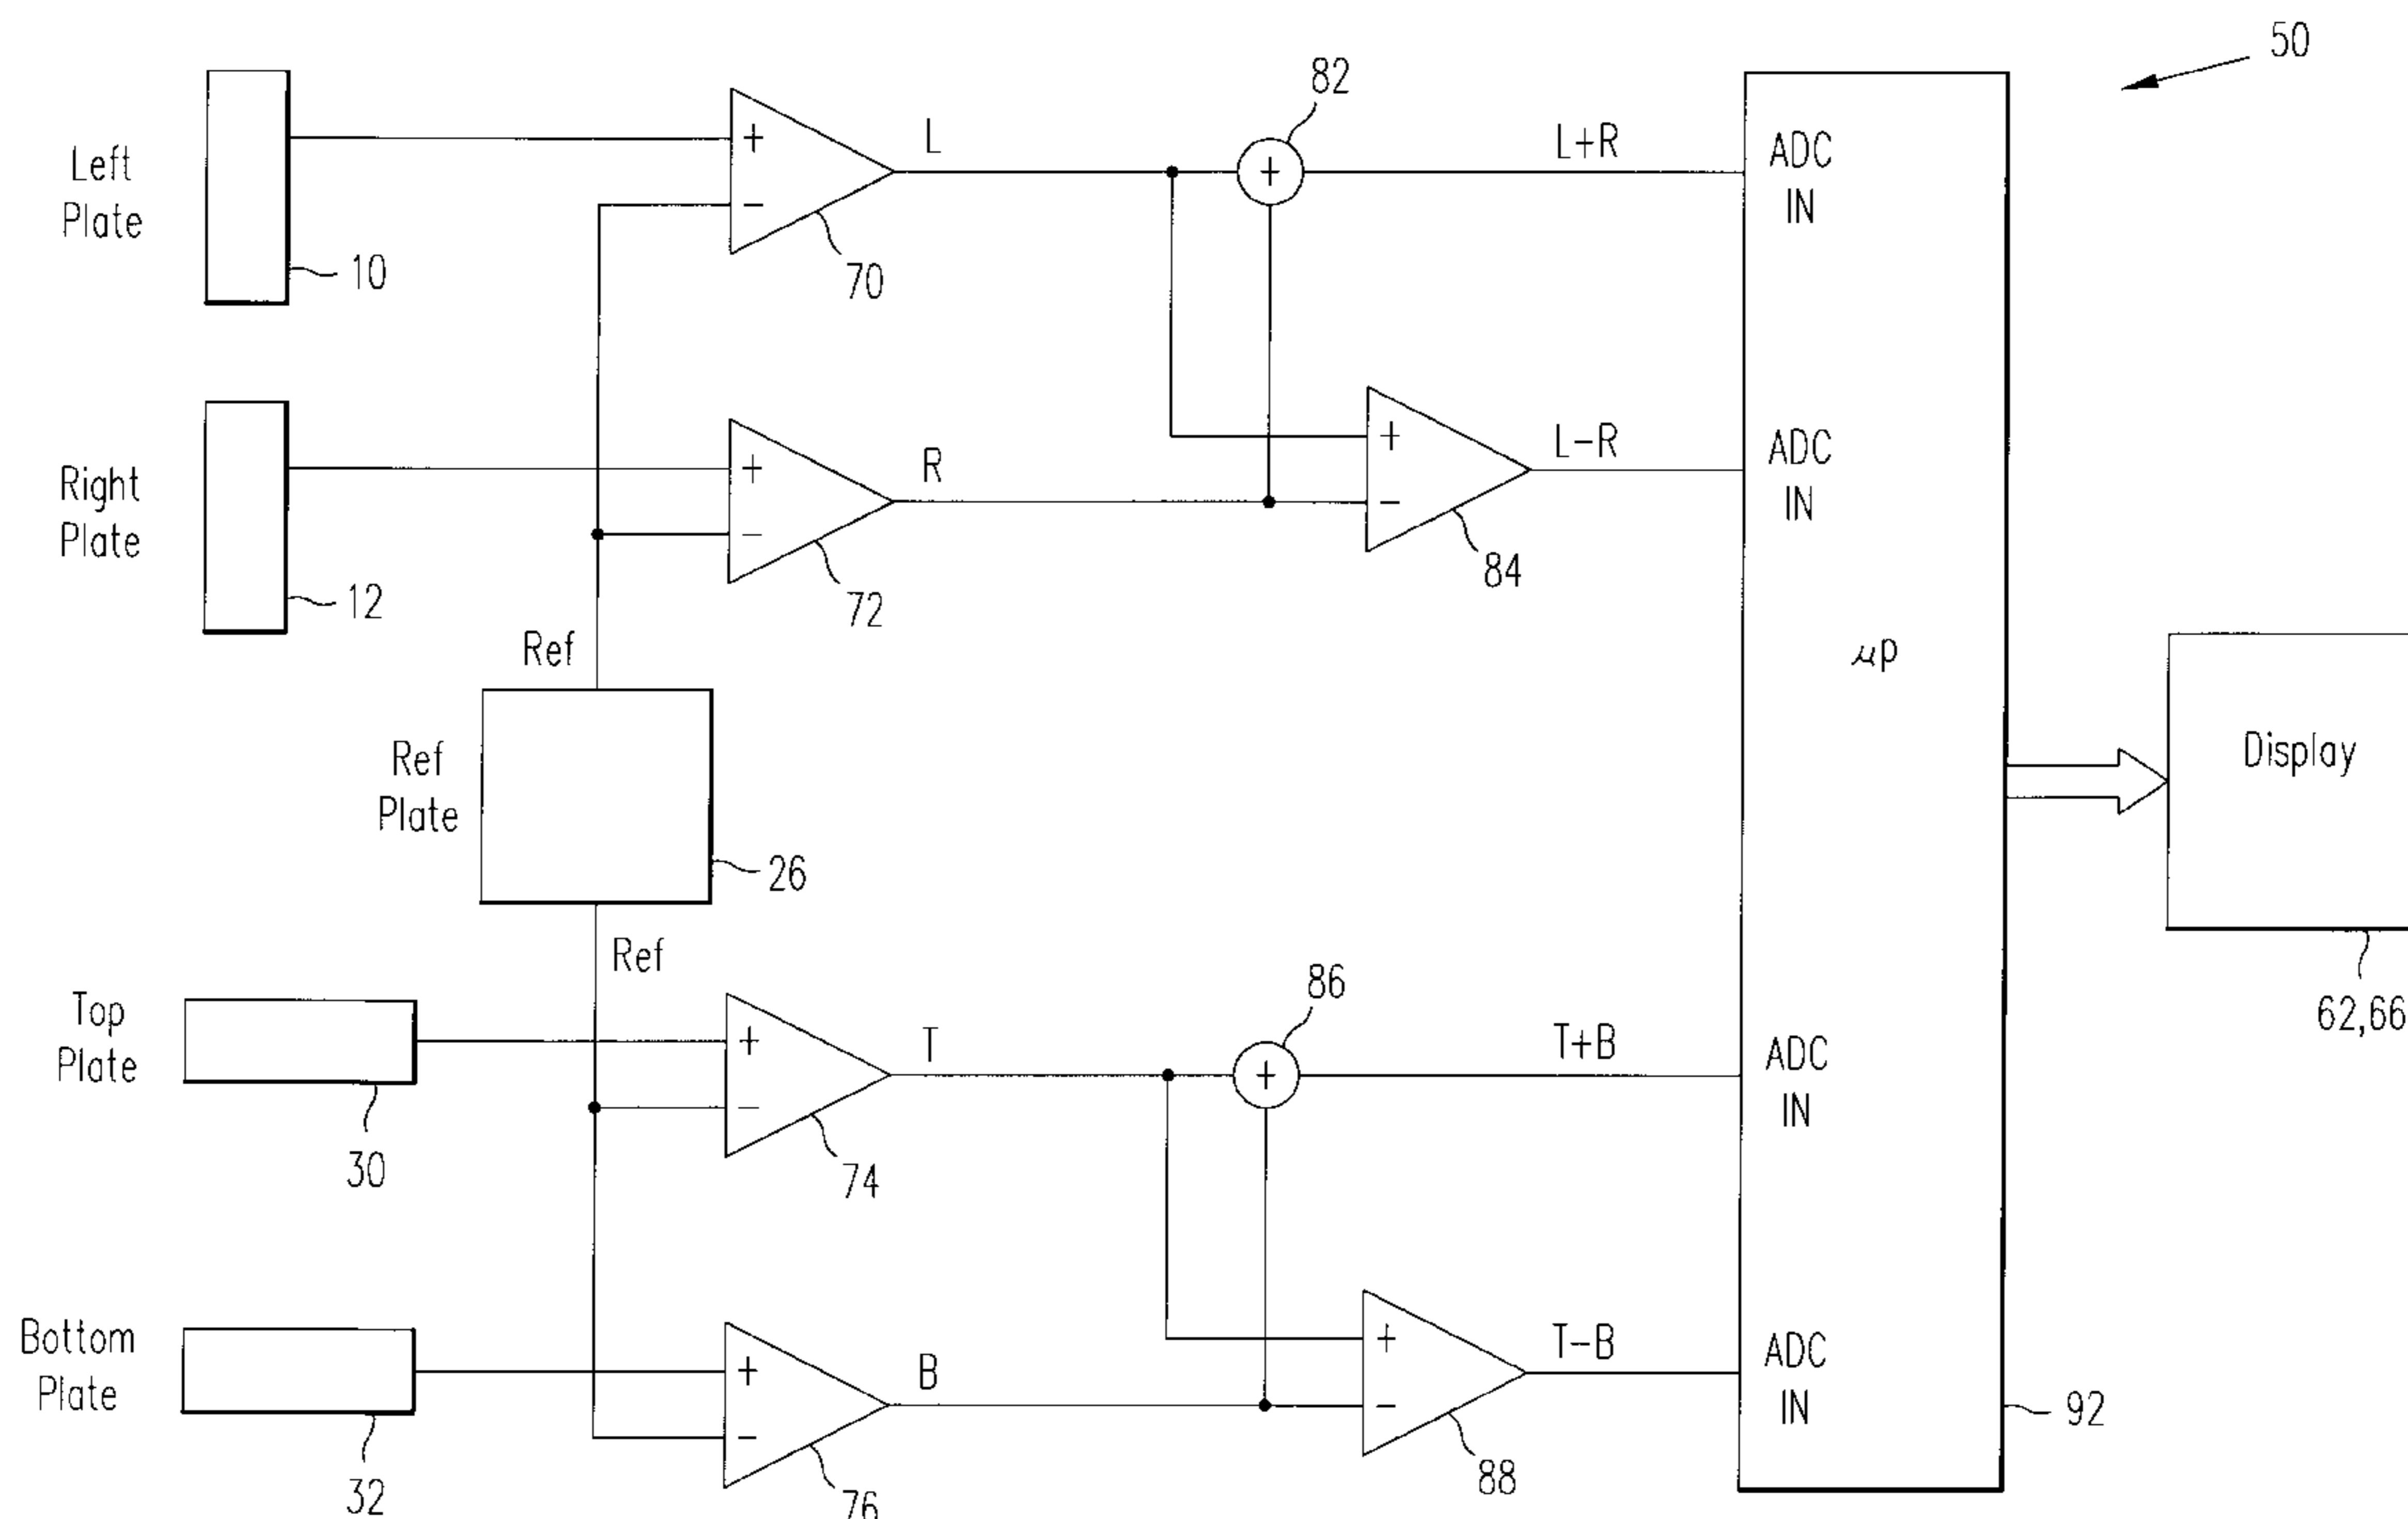 50
82
Left
Plate
10
+
−
L
70
+
L+R
ADC
IN
Right
Plate
12
+
−
R
72
+
−
L−R
84
ADC
IN
μp
Ref
Ref
Plate
26
Ref
Display
62,66
Top
Plate
30
+
−
T
74
86
+
T+B
ADC
IN
Bottom
Plate
32
+
−
B
76
+
−
T−B
88
ADC
IN
92